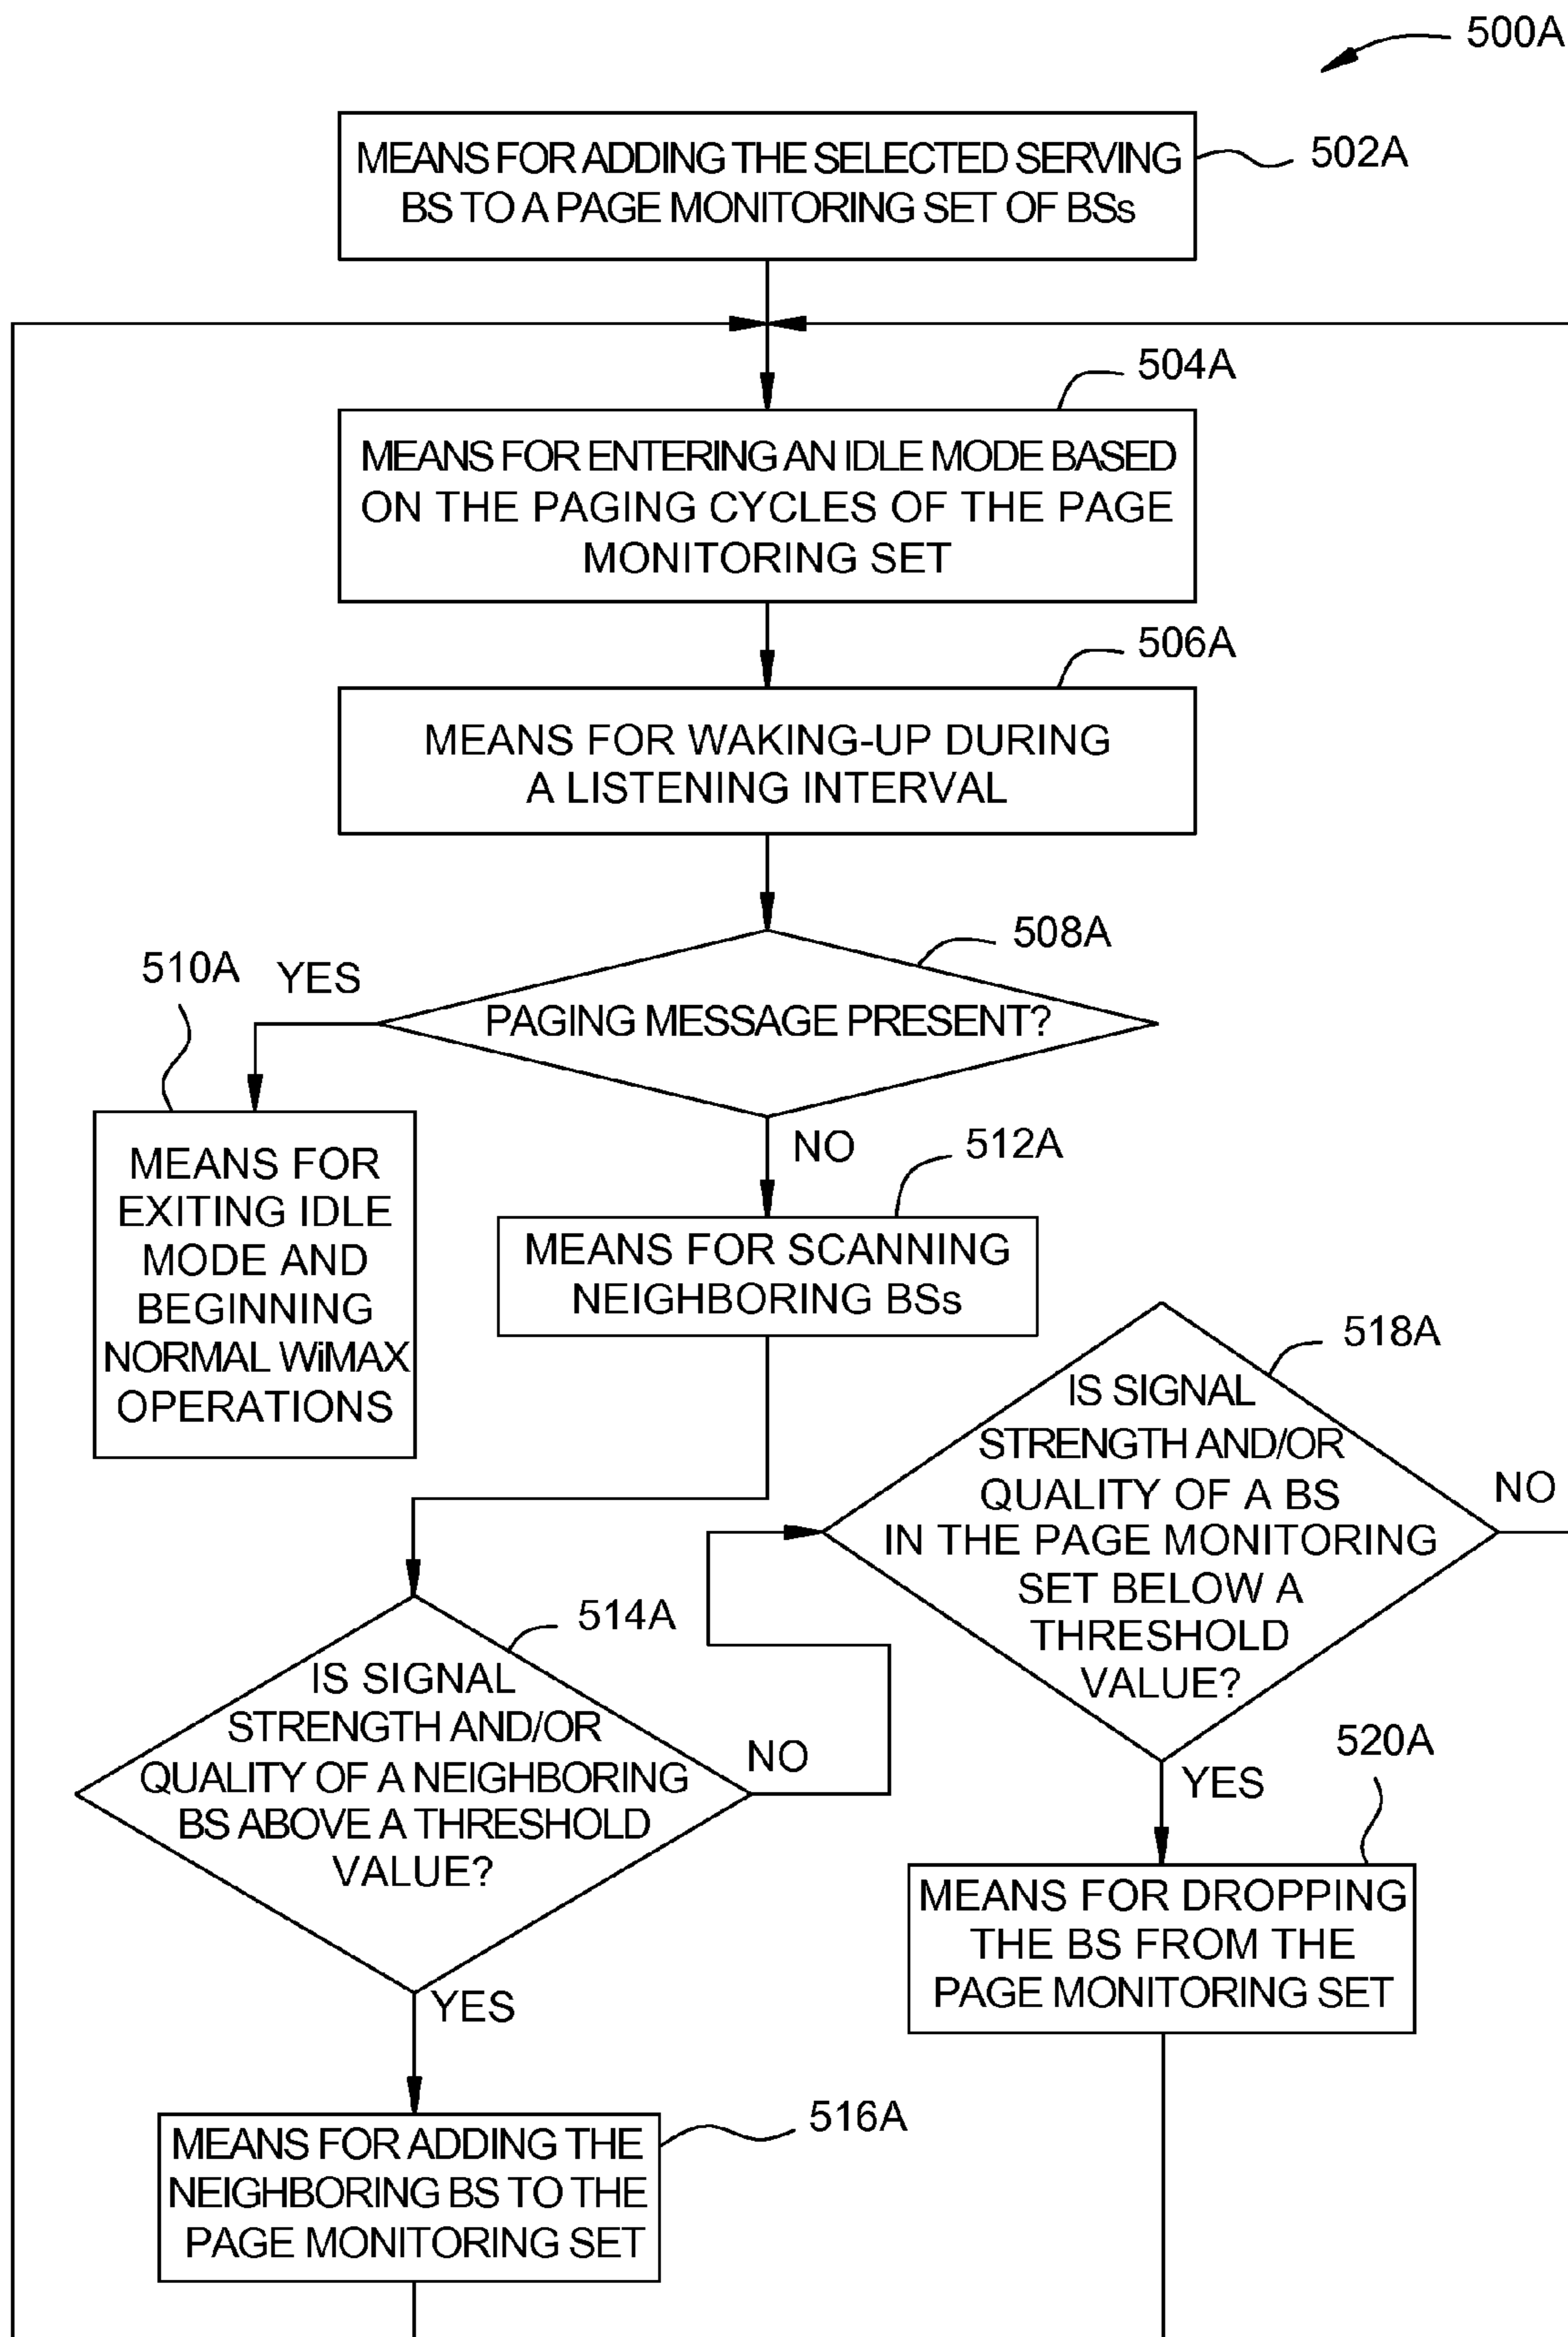 500A
MEANS FOR ADDING THE SELECTED SERVING
BS TO A PAGE MONITORING SET OF BSs
502A
504A
MEANS FOR ENTERING AN IDLE MODE BASED
ON THE PAGING CYCLES OF THE PAGE
MONITORING SET
506A
MEANS FOR WAKING-UP DURING
A LISTENING INTERVAL
508A
PAGING MESSAGE PRESENT?
510A
YES
MEANS FOR
EXITING IDLE
MODE AND
BEGINNING
NORMAL WiMAX
OPERATIONS
NO
512A
MEANS FOR SCANNING
NEIGHBORING BSs
518A
IS SIGNAL
STRENGTH AND/OR
QUALITY OF A BS
IN THE PAGE MONITORING
SET BELOW A
THRESHOLD
VALUE?
NO
514A
IS SIGNAL
STRENGTH AND/OR
QUALITY OF A NEIGHBORING
BS ABOVE A THRESHOLD
VALUE?
NO
YES
520A
MEANS FOR DROPPING
THE BS FROM THE
PAGE MONITORING SET
YES
516A
MEANS FOR ADDING THE
NEIGHBORING BS TO THE
PAGE MONITORING SET